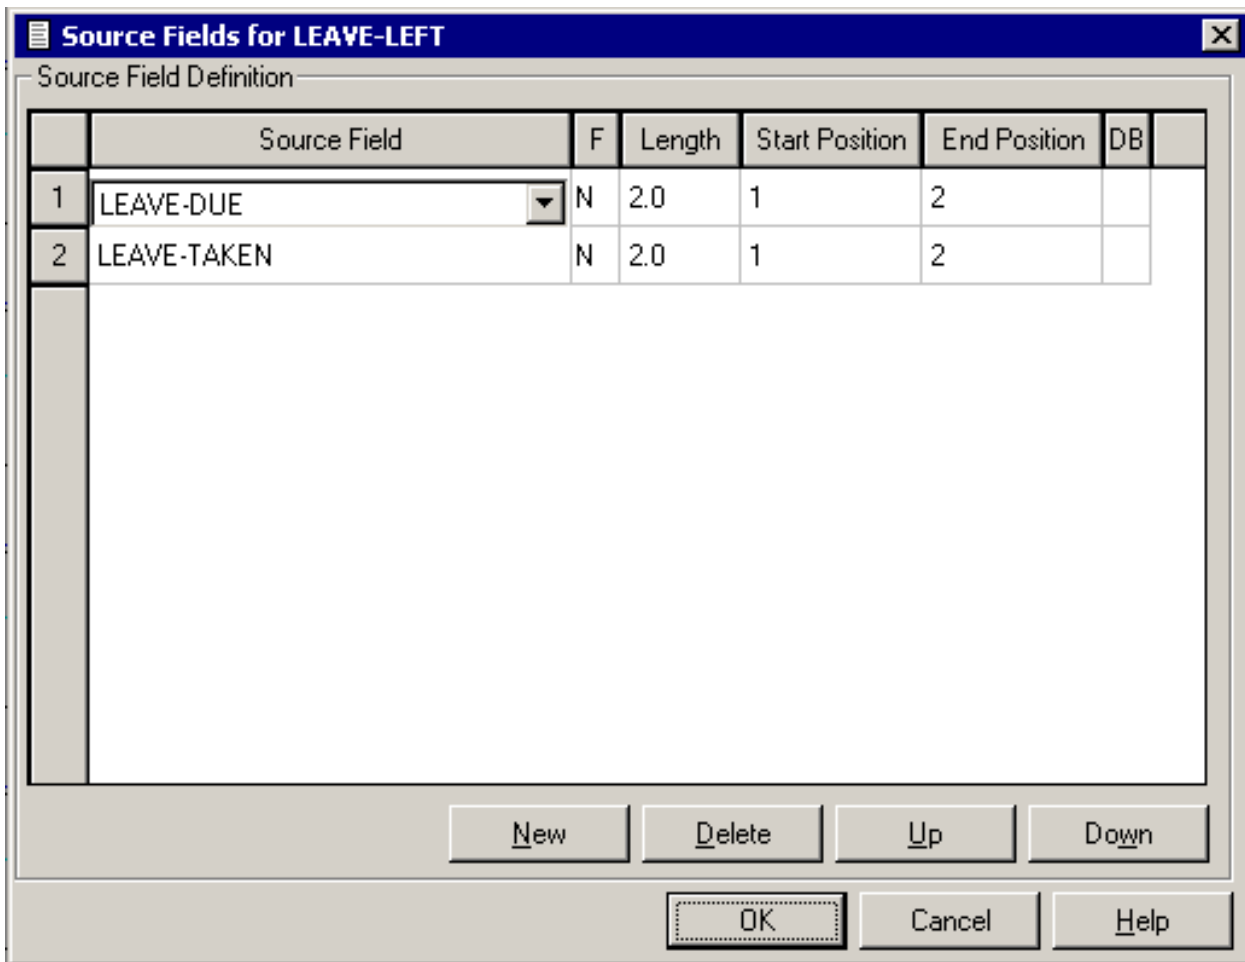 Source Fields for LEAVE-LEFT
Source Field Definition
Source Field F Length Start Position End Position DB
1 LEAVE-DUE N 2.0 1 2
2 LEAVE-TAKEN N 2.0 1 2
New Delete Up Down
OK Cancel Help